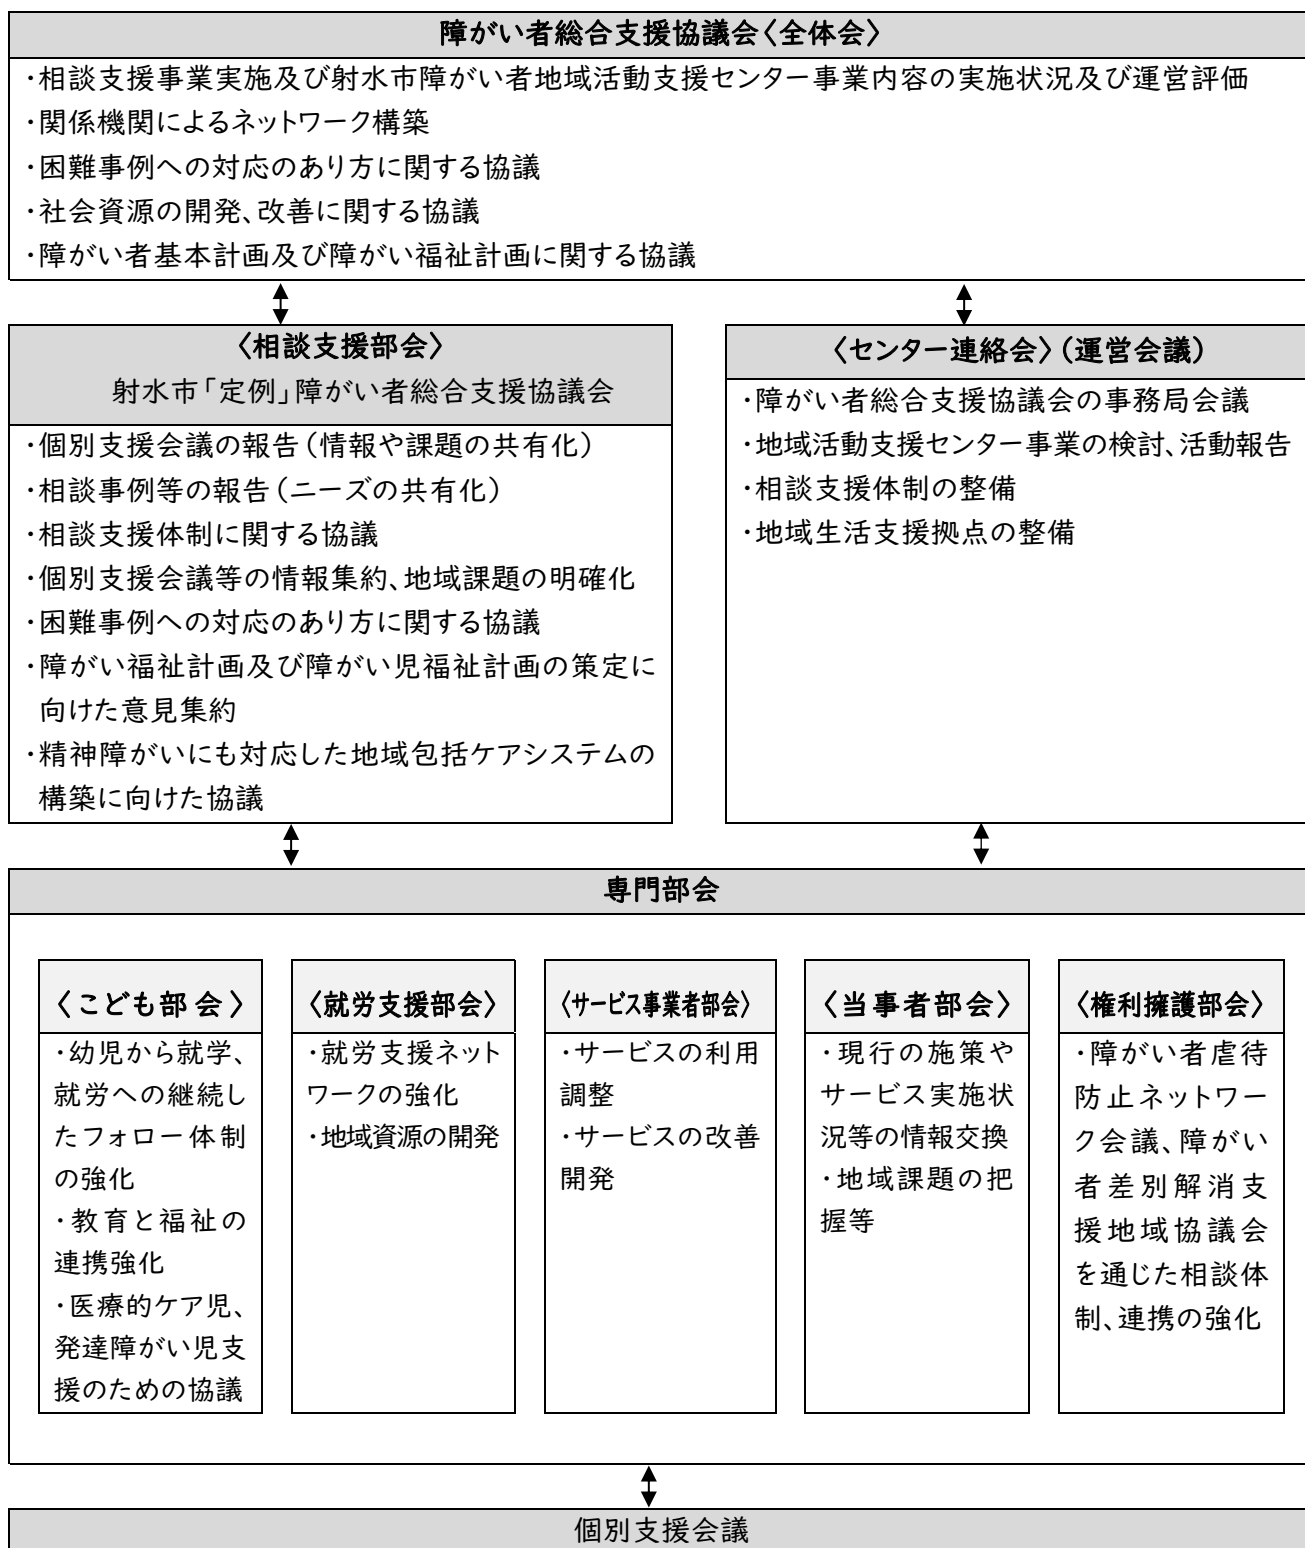 障がい者総合支援協議会〈全体会〉
・相談支援事業実施及び射水市障がい者地域活動支援センター事業内容の実施状況及び運営評価
・関係機関によるネットワーク構築
・困難事例への対応のあり方に関する協議
・社会資源の開発、改善に関する協議
・障がい者基本計画及び障がい福祉計画に関する協議
〈相談支援部会〉
射水市「定例」障がい者総合支援協議会
・個別支援会議の報告（情報や課題の共有化）
・相談事例等の報告（ニーズの共有化）
・相談支援体制に関する協議
・個別支援会議等の情報集約、地域課題の明確化
・困難事例への対応のあり方に関する協議
・障がい福祉計画及び障がい児福祉計画の策定に
向けた意見集約
・精神障がいにも対応した地域包括ケアシステムの
構築に向けた協議
〈センター連絡会〉（運営会議）
・障がい者総合支援協議会の事務局会議
・地域活動支援センター事業の検討、活動報告
・相談支援体制の整備
・地域生活支援拠点の整備
専門部会
〈こども部会〉
・幼児から就学、
就労への継続し
たフォロー体制
の強化
・教育と福祉の
連携強化
・医療的ケア児、
発達障がい児支
援のための協議
〈就労支援部会〉
・就労支援ネット
ワークの強化
・地域資源の開発
〈サービス事業者部会〉
・サービスの利用
調整
・サービスの改善
開発
〈当事者部会〉
・現行の施策や
サービス実施状
況等の情報交換
・地域課題の把
握等
〈権利擁護部会〉
・障がい者虐待
防止ネットワー
ク会議、障がい
者差別解消支
援地域協議会
を通じた相談体
制、連携の強化
個別支援会議